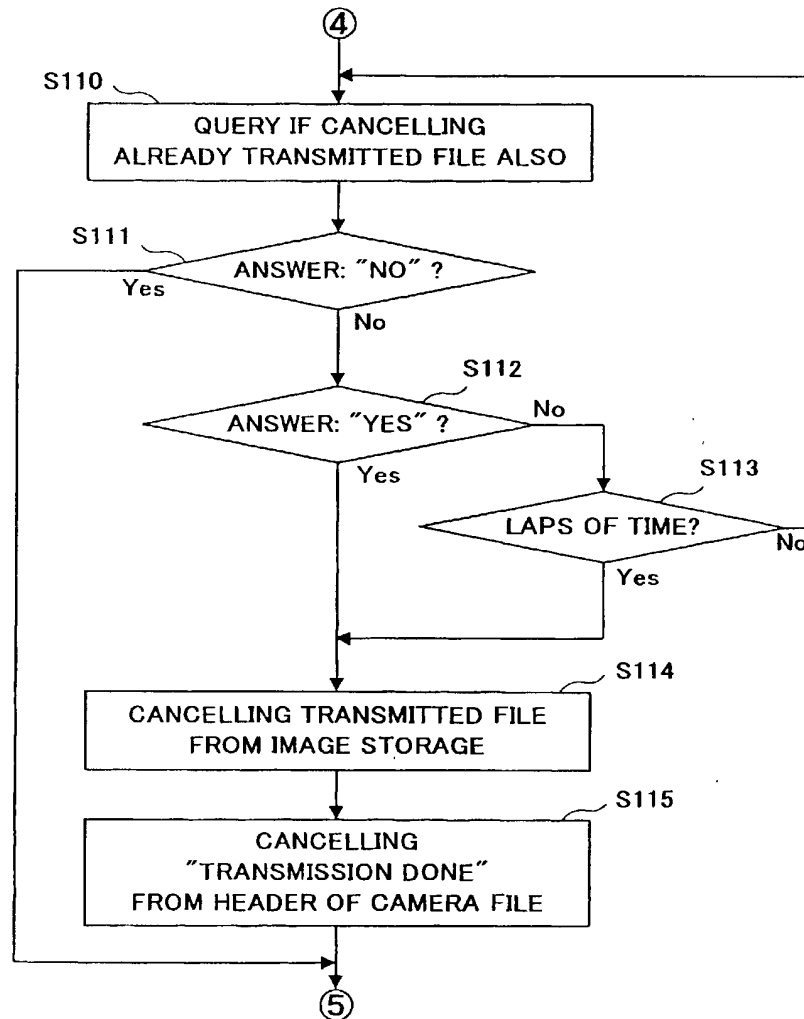 ④
S110
QUERY IF CANCELLING
ALREADY TRANSMITTED FILE ALSO
S111
ANSWER: "NO" ?
Yes
No
S112
ANSWER: "YES" ?
No
Yes
S113
LAPS OF TIME?
No
Yes
S114
CANCELLING TRANSMITTED FILE
FROM IMAGE STORAGE
S115
CANCELLING
"TRANSMISSION DONE"
FROM HEADER OF CAMERA FILE
⑤